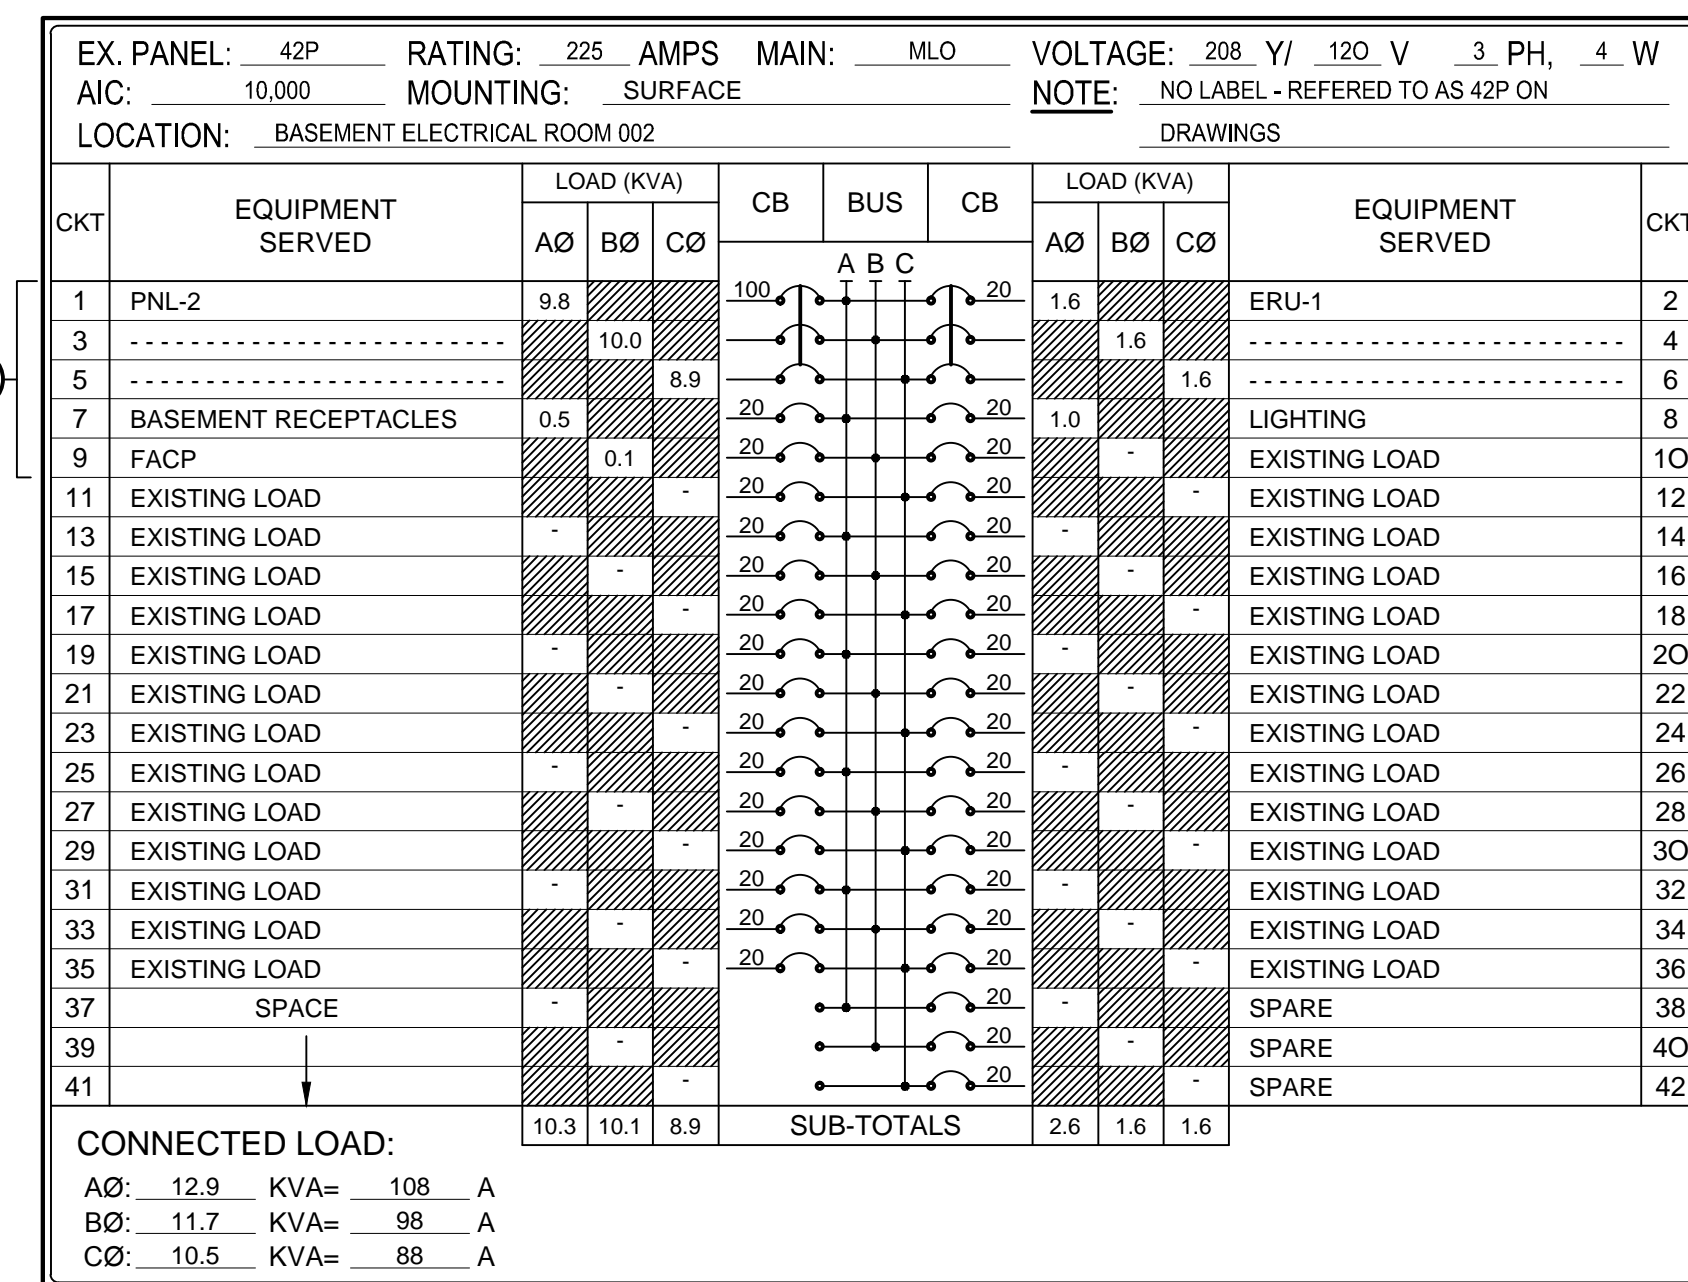 EX. PANEL: 42P RATING: 225 AMPS MAIN: MLO VOLTAGE: 208 Y/ 120 V 3 PH, 4 W
AIC: 10,000 MOUNTING: SURFACE NOTE: NO LABEL - REFERED TO AS 42P ON
LOCATION: BASEMENT ELECTRICAL ROOM 002 DRAWINGS
CKT EQUIPMENT SERVED LOAD (KVA) AØ BØ CØ CB BUS CB LOAD (KVA) AØ BØ CØ EQUIPMENT SERVED CKT
A B C
1 PNL-2 9.8 100 20 1.6 ERU-1 2
3 - - - - - - - - - - - - - - - - - - - - - - - - - 10.0 1.6 - - - - - - - - - - - - - - - - - - - - - - - - - 4
5 - - - - - - - - - - - - - - - - - - - - - - - - - 8.9 1.6 - - - - - - - - - - - - - - - - - - - - - - - - - 6
7 BASEMENT RECEPTACLES 0.5 20 20 1.0 LIGHTING 8
9 FACP 0.1 20 20 - EXISTING LOAD 10
11 EXISTING LOAD - 20 20 - EXISTING LOAD 12
13 EXISTING LOAD - 20 20 - EXISTING LOAD 14
15 EXISTING LOAD - 20 20 - EXISTING LOAD 16
17 EXISTING LOAD - 20 20 - EXISTING LOAD 18
19 EXISTING LOAD - 20 20 - EXISTING LOAD 20
21 EXISTING LOAD - 20 20 - EXISTING LOAD 22
23 EXISTING LOAD - 20 20 - EXISTING LOAD 24
25 EXISTING LOAD - 20 20 - EXISTING LOAD 26
27 EXISTING LOAD - 20 20 - EXISTING LOAD 28
29 EXISTING LOAD - 20 20 - EXISTING LOAD 30
31 EXISTING LOAD - 20 20 - EXISTING LOAD 32
33 EXISTING LOAD - 20 20 - EXISTING LOAD 34
35 EXISTING LOAD - 20 20 - EXISTING LOAD 36
37 SPACE - 20 - SPARE 38
39 - 20 - SPARE 40
41 - 20 - SPARE 42
10.3 10.1 8.9 SUB-TOTALS 2.6 1.6 1.6
CONNECTED LOAD:
AØ: 12.9 KVA= 108 A
BØ: 11.7 KVA= 98 A
CØ: 10.5 KVA= 88 A